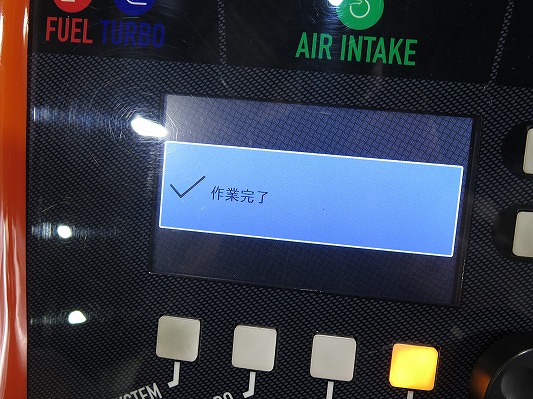 FUEL TURBO
AIR INTAKE
作業完了